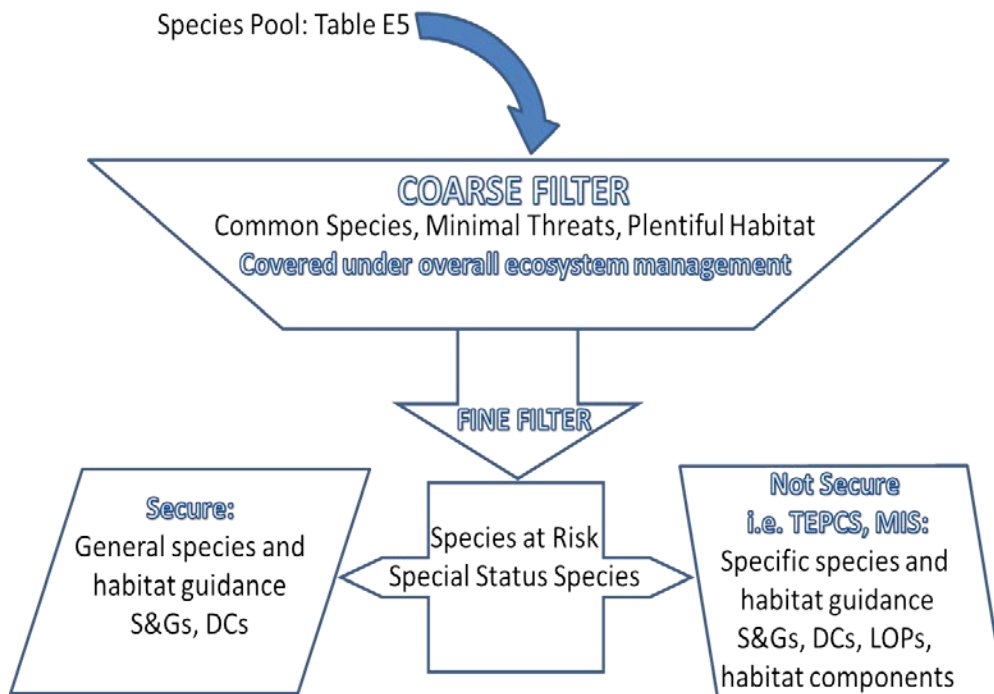 Species Pool: Table E5
COARSE FILTER
Common Species, Minimal Threats, Plentiful Habitat
Covered under overall ecosystem management
FINE FILTER
Secure:
General species and
habitat guidance
S&Gs, DCs
Species at Risk
Special Status Species
Not Secure
i.e. TEPCS, MIS:
Specific species and
habitat guidance
S&Gs, DCs, LOPs,
habitat components